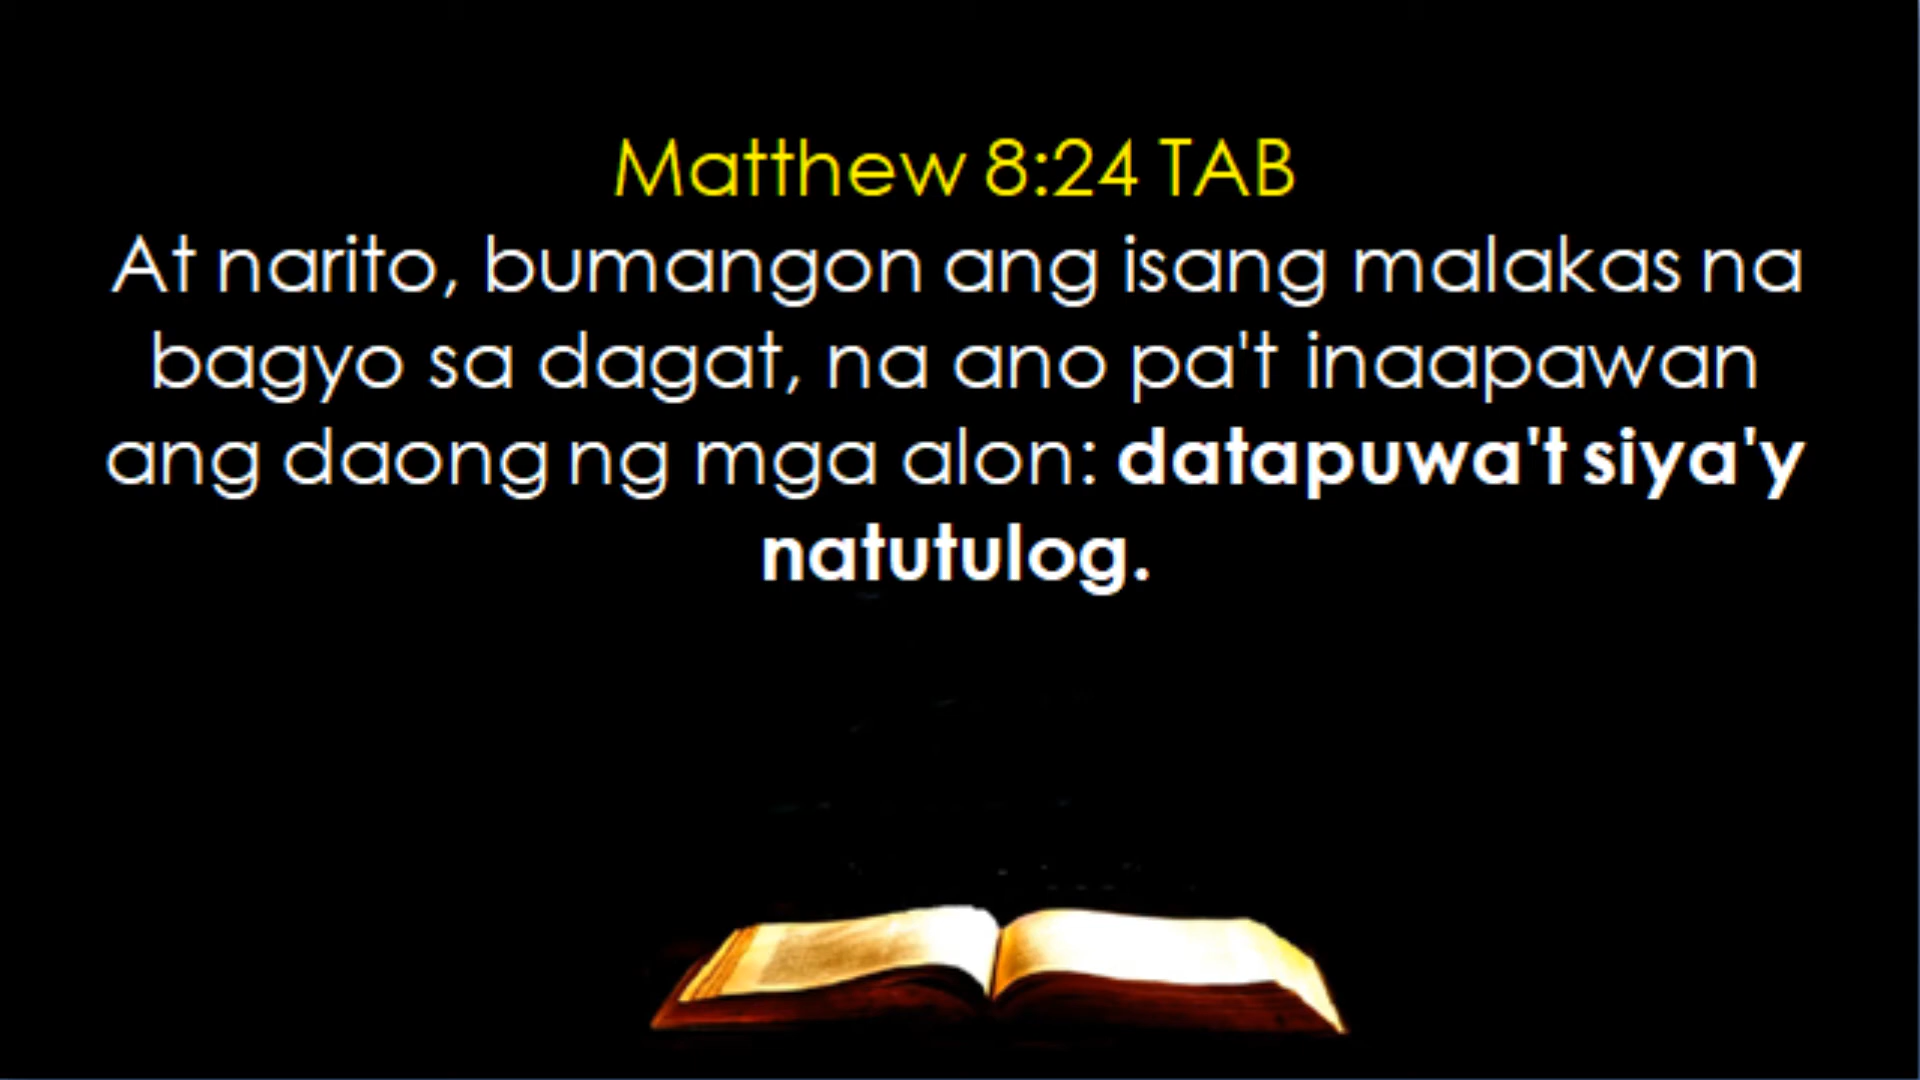 Matthew 8:24 TAB
At narito, bumangon ang isang malakas na
bagyo sa dagat, na ano pa't inaapawan
ang daong ng mga alon: datapuwa't siya'y
natutulog.